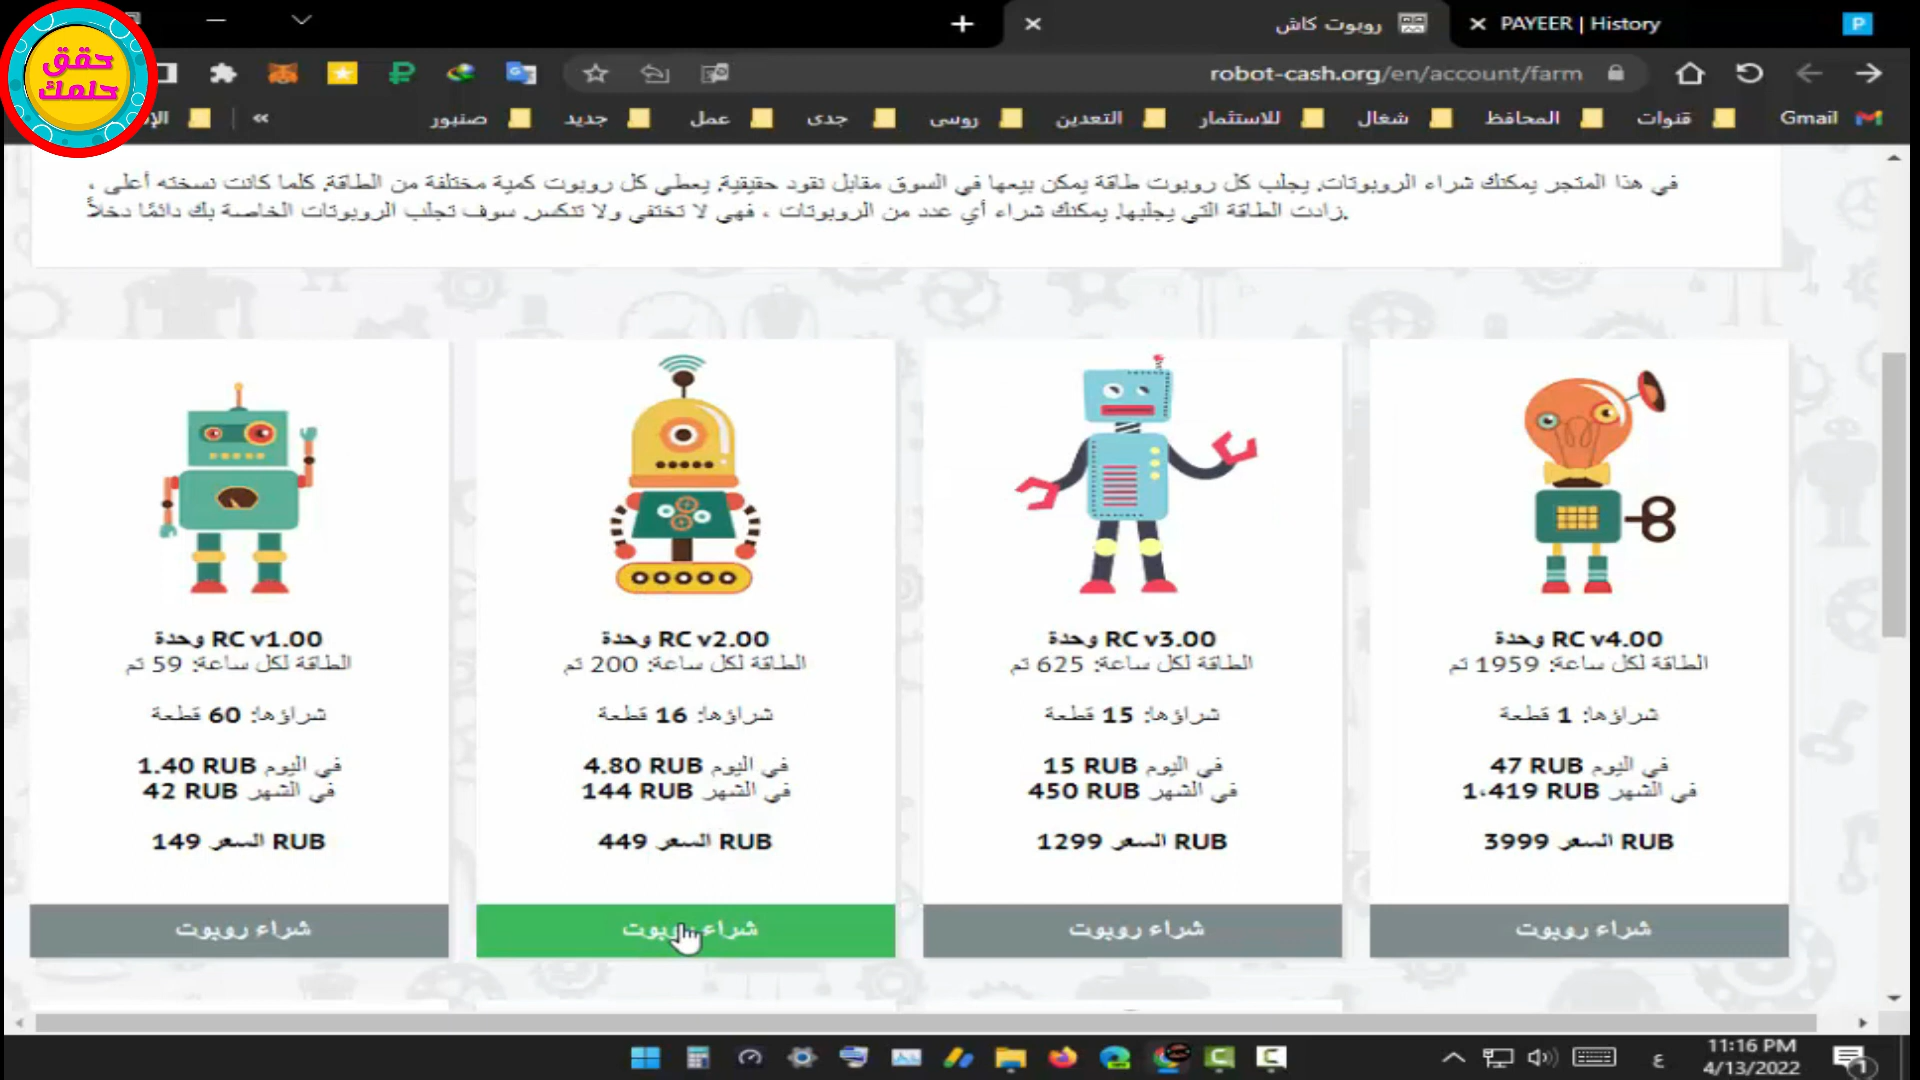 حقق
حلمك
روبوت كاش
PAYEER | History
robot-cash.org/en/account/farm
Gmail
قنوات
المحافظ
شغال
للاستثمار
التعدين
روسى
جدى
عمل
جديد
صنبور
في هذا المتجر يمكنك شراء الروبوتات. يجلب كل روبوت طاقة يمكن بيعها في السوق مقابل نقود حقيقية. يعطي كل روبوت كمية مختلفة من الطاقة. كلما كانت نسخته أعلى ،
زادت الطاقة التي يجلبها. يمكنك شراء أي عدد من الروبوتات ، فهي لا تختفي ولا تنكسر. سوف تجلب الروبوتات الخاصة بك دائمًا دخلاً.
وحدة RC v1.00
الطاقة لكل ساعة: 59 تم
شراؤها: 60 قطعة
في اليوم 1.40 RUB
في الشهر 42 RUB
149 السعر RUB
شراء روبوت
وحدة RC v2.00
الطاقة لكل ساعة: 200 تم
شراؤها: 16 قطعة
في اليوم 4.80 RUB
في الشهر 144 RUB
449 السعر RUB
شراء روبوت
وحدة RC v3.00
الطاقة لكل ساعة: 625 تم
شراؤها: 15 قطعة
في اليوم 15 RUB
في الشهر 450 RUB
1299 السعر RUB
شراء روبوت
وحدة RC v4.00
الطاقة لكل ساعة: 1959 تم
شراؤها: 1 قطعة
في اليوم 47 RUB
في الشهر 1،419 RUB
3999 السعر RUB
شراء روبوت
ع
11:16 PM
4/13/2022
1